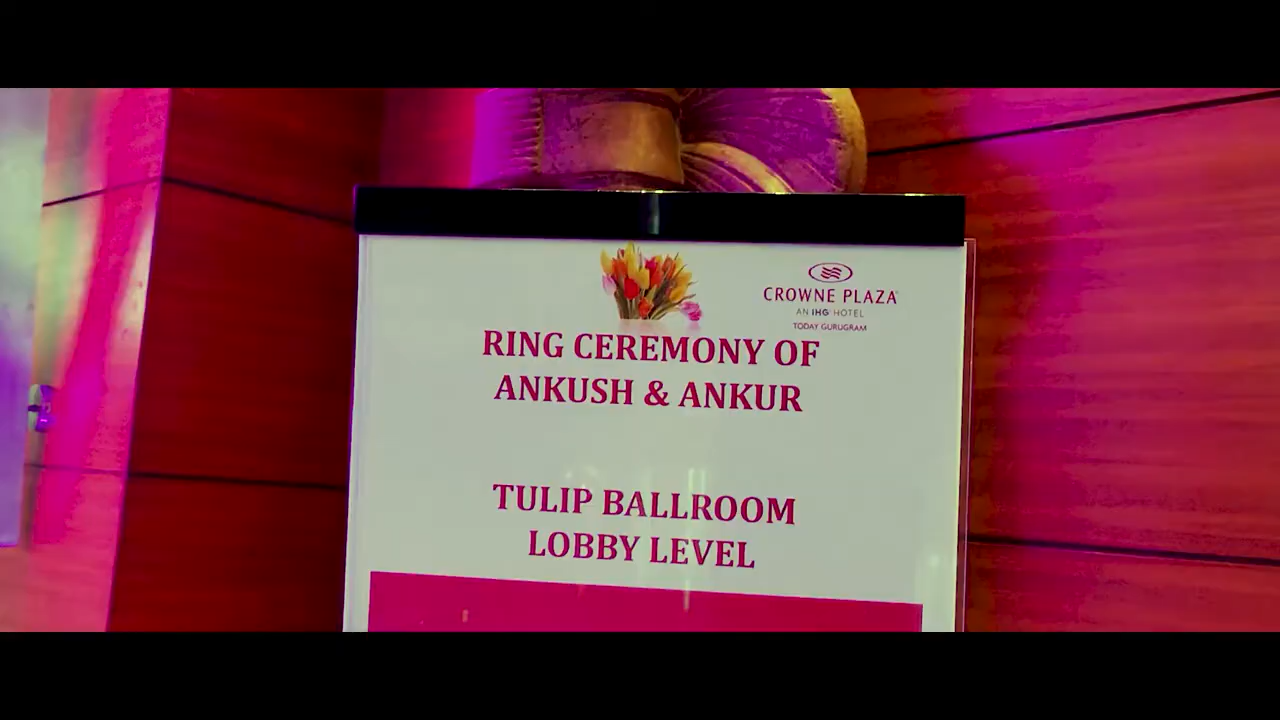 CROWNE PLAZA
AN IHG HOTEL
TODAY GURUGRAM
RING CEREMONY OF
ANKUSH & ANKUR
TULIP BALLROOM
LOBBY LEVEL